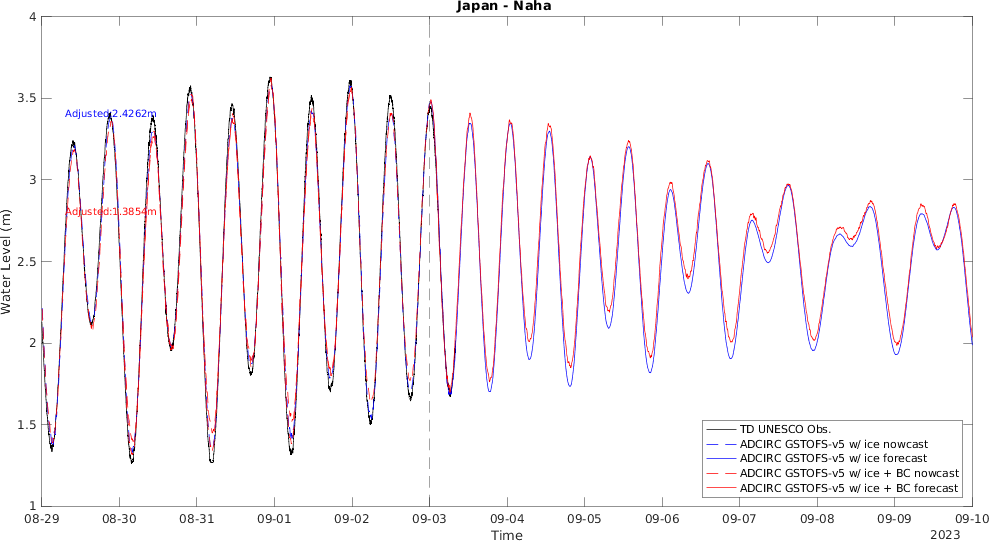 Japan - Naha
4
3.5
3
2.5
2
1.5
1
Water Level (m)
Adjusted:2.4262m
Adjusted:1.3854m
TD UNESCO Obs.
ADCIRC GSTOFS-v5 w/ ice nowcast
ADCIRC GSTOFS-v5 w/ ice forecast
ADCIRC GSTOFS-v5 w/ ice + BC nowcast
ADCIRC GSTOFS-v5 w/ ice + BC forecast
08-29 08-30 08-31 09-01 09-02 09-03 09-04 09-05 09-06 09-07 09-08 09-09 09-10
Time
2023